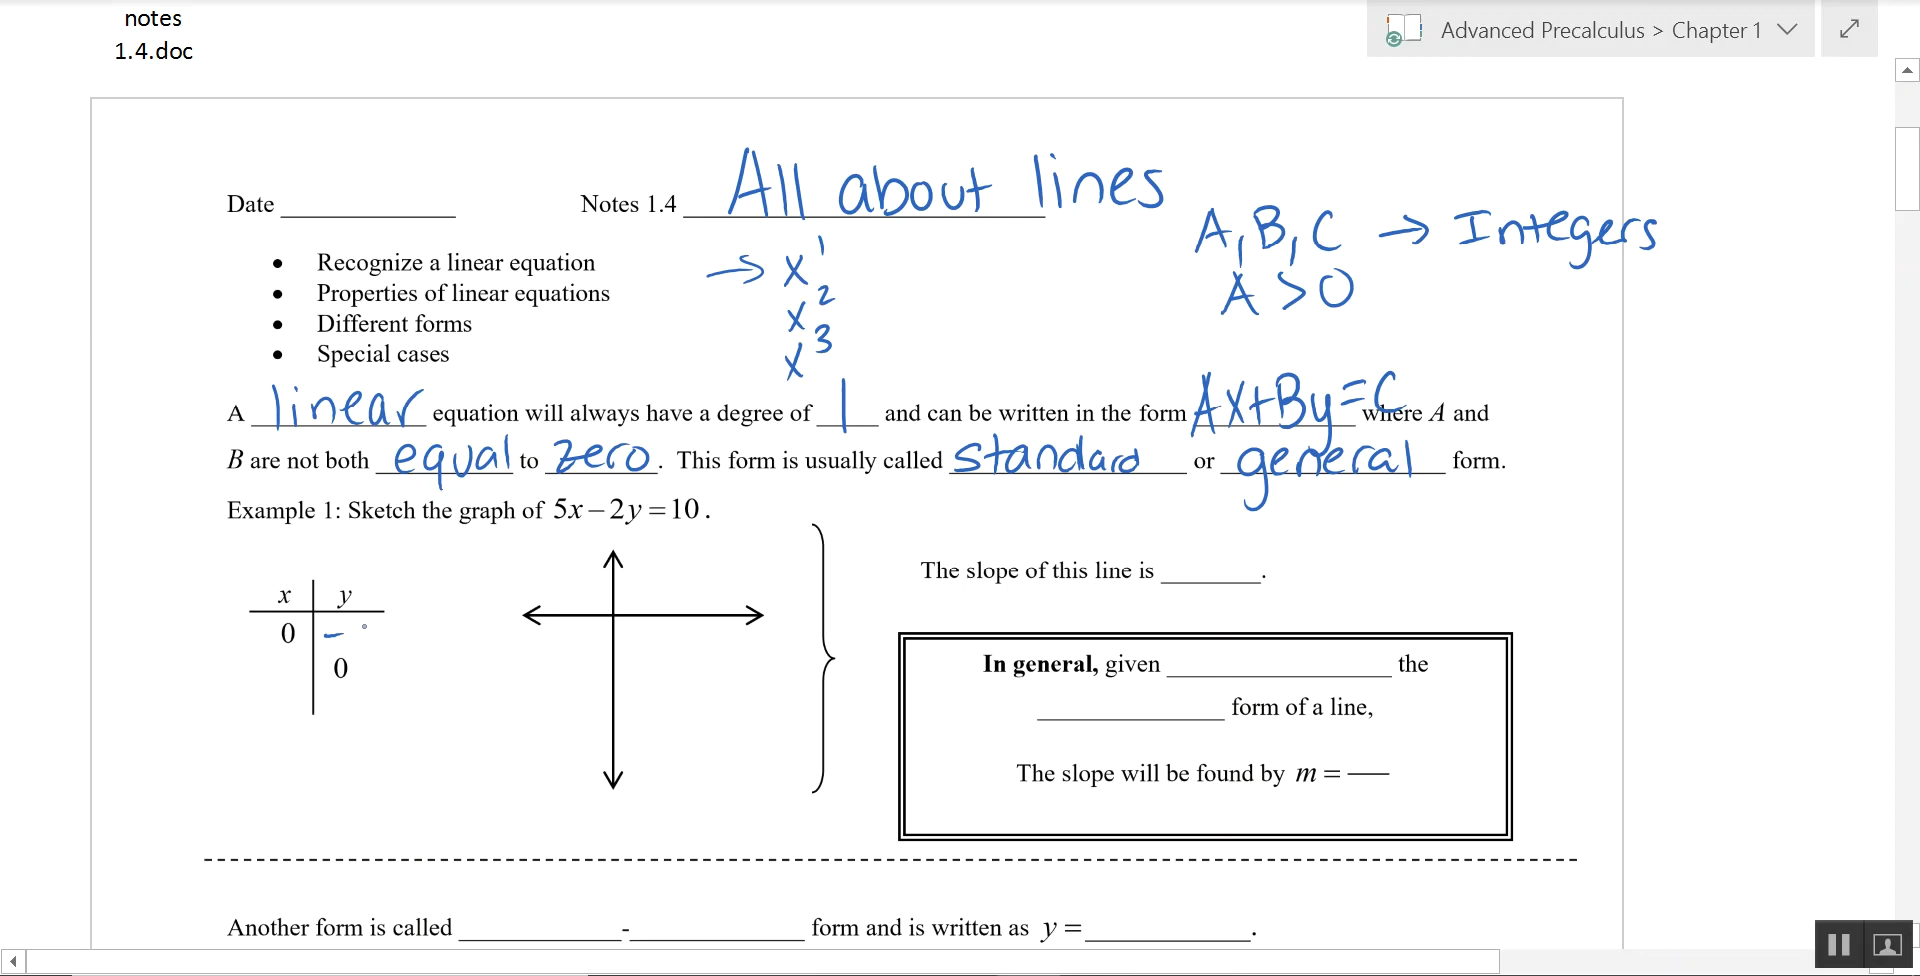 notes
1.4.doc
Advanced Precalculus > Chapter 1
Date ____________ Notes 1.4 All about lines
A, B, C → Integers
A > 0
• Recognize a linear equation
• Properties of linear equations
• Different forms
• Special cases
→ x¹
x²
x³
A linear equation will always have a degree of 1 and can be written in the form Ax+By=C where A and
B are not both equal to zero. This form is usually called standard or general form.
Example 1: Sketch the graph of 5x − 2y = 10.
The slope of this line is ________.
x y
0 −
0
In general, given __________________ the
_______________ form of a line,
The slope will be found by m = —
Another form is called _____________-______________ form and is written as y = _____________.